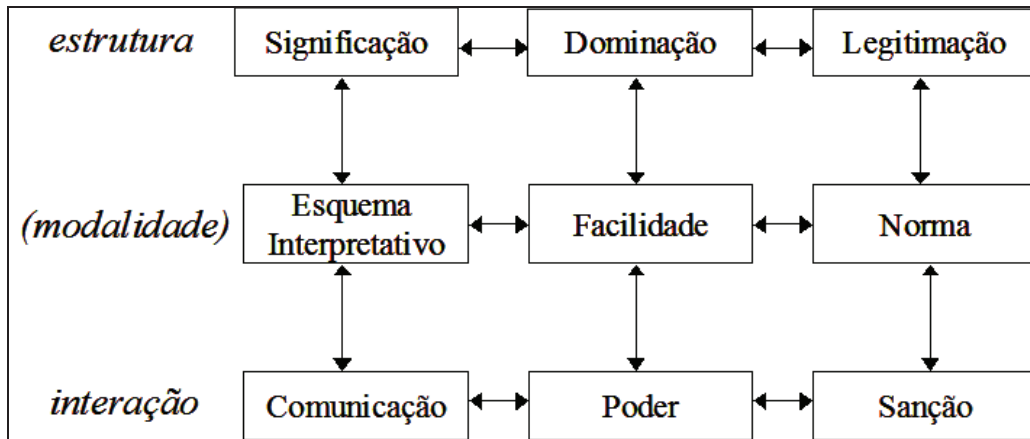 estrutura
Significação
Dominação
Legitimação
(modalidade)
Esquema
Interpretativo
Facilidade
Norma
interação
Comunicação
Poder
Sanção